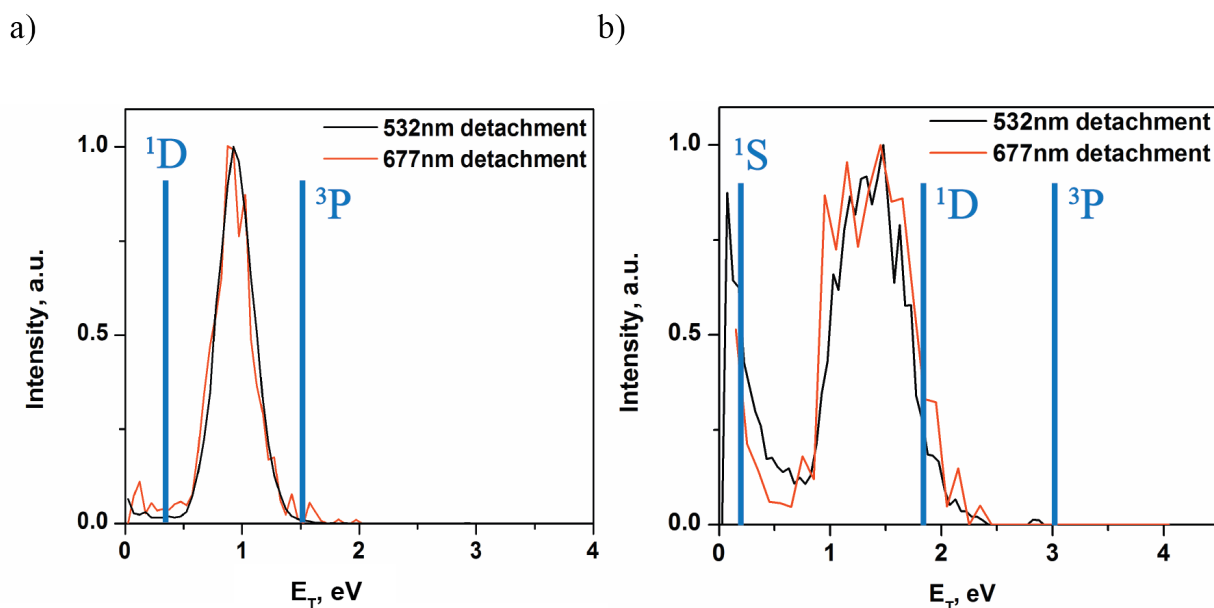 a)
b)
532nm detachment
677nm detachment
¹D
³P
1.0
0.5
0.0
Intensity, a.u.
0 1 2 3 4
E_T, eV
532nm detachment
677nm detachment
¹S
¹D
³P
1.0
0.5
0.0
Intensity, a.u.
0 1 2 3 4
E_T, eV